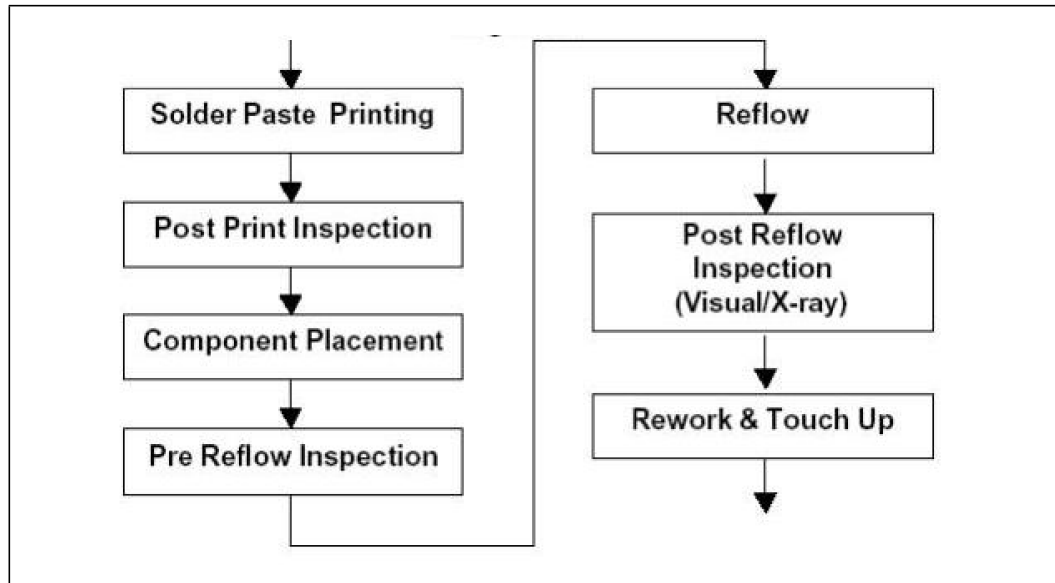 Solder Paste Printing
Post Print Inspection
Component Placement
Pre Reflow Inspection
Reflow
Post Reflow
Inspection
(Visual/X-ray)
Rework & Touch Up